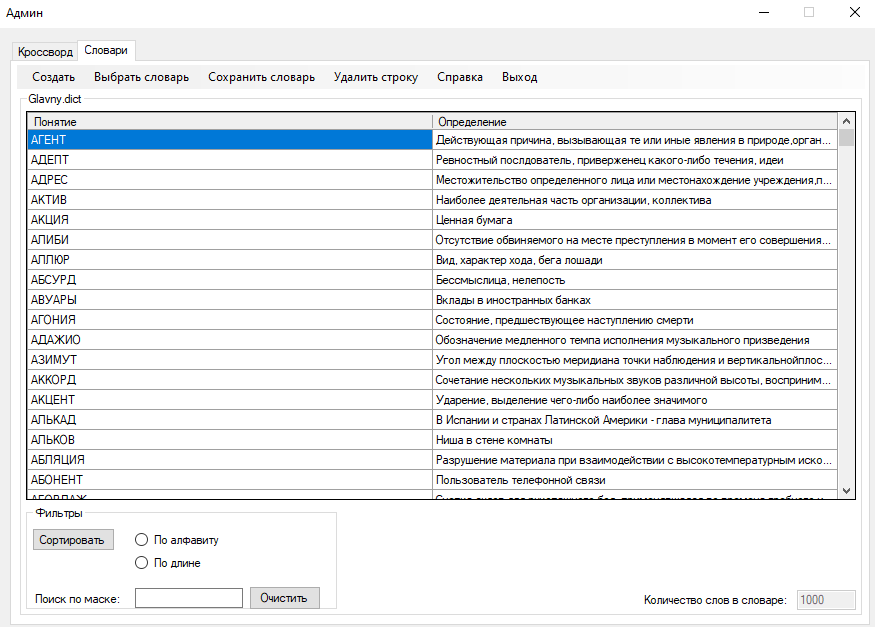 Админ
Кроссворд Словари
Создать Выбрать словарь Сохранить словарь Удалить строку Справка Выход
Glavny.dict
Понятие Определение
АГЕНТ Действующая причина, вызывающая те или иные явления в природе,орган...
АДЕПТ Ревностный послдователь, приверженец какого-либо течения, идеи
АДРЕС Местожительство определенного лица или местонахождение учреждения,п...
АКТИВ Наиболее деятельная часть организации, коллектива
АКЦИЯ Ценная бумага
АЛИБИ Отсутствие обвиняемого на месте преступления в момент его совершения...
АЛЛЮР Вид, характер хода, бега лошади
АБСУРД Бессмыслица, нелепость
АВУАРЫ Вклады в иностранных банках
АГОНИЯ Состояние, предшествующее наступлению смерти
АДАЖИО Обозначение медленного темпа исполнения музыкального призведения
АЗИМУТ Угол между плоскостью меридиана точки наблюдения и вертикальнойплос...
АККОРД Сочетание нескольких музыкальных звуков различной высоты, восприним...
АКЦЕНТ Ударение, выделение чего-либо наиболее значимого
АЛЬКАД В Испании и странах Латинской Америки - глава муниципалитета
АЛЬКОВ Ниша в стене комнаты
АБЛЯЦИЯ Разрушение материала при взаимодействии с высокотемпературным иско...
АБОНЕНТ Пользователь телефонной связи
Фильтры
Сортировать По алфавиту
По длине
Поиск по маске: Очистить
Количество слов в словаре: 1000